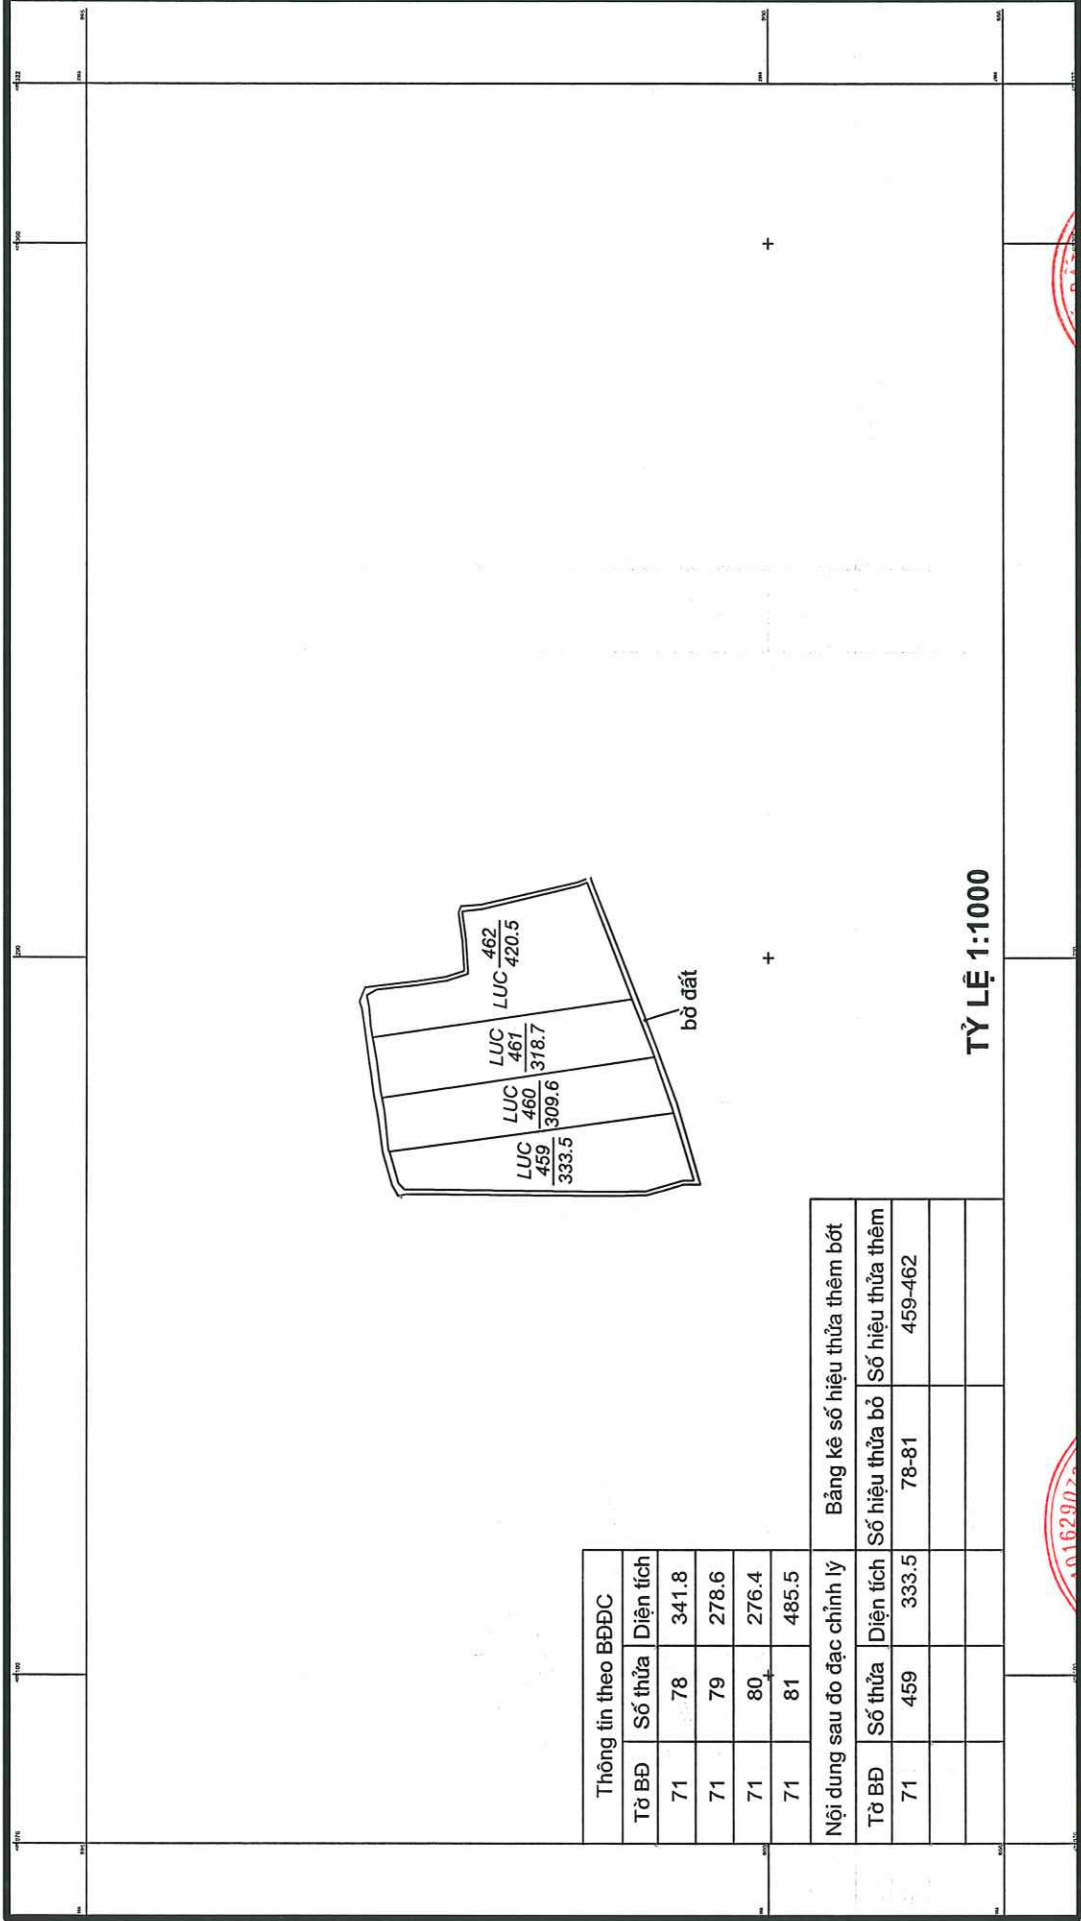 LUC 462
420.5
LUC
461
318.7
LUC
460
309.6
LUC
459
333.5
bờ đất
TỶ LỆ 1:1000
Thông tin theo BĐĐC
Tờ BĐ Số thửa Diện tích
71 78 341.8
71 79 278.6
71 80 276.4
71 81 485.5
Nội dung sau đo đạc chỉnh lý Bảng kê số hiệu thửa thêm bớt
Tờ BĐ Số thửa Diện tích Số hiệu thửa bỏ Số hiệu thửa thêm
71 459 333.5 78-81 459-462